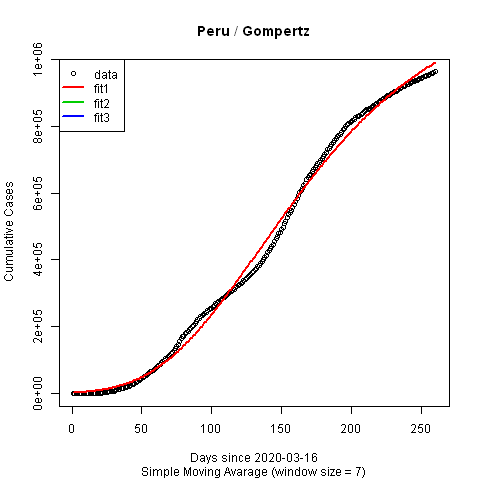 Peru / Gompertz
data
fit1
fit2
fit3
Cumulative Cases
1e+06
8e+05
6e+05
4e+05
2e+05
0e+00
0 50 100 150 200 250
Days since 2020-03-16
Simple Moving Avarage (window size = 7)